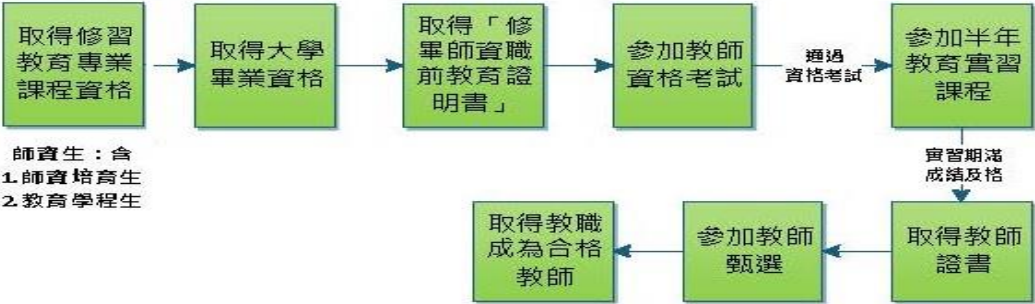 取得修習
教育專業
課程資格
取得大學
畢業資格
取得「修
畢師資職
前教育證
明書」
參加教師
資格考試
通過
資格考試
參加半年
教育實習
課程
師資生：含
1.師資培育生
2.教育學程生
實習期滿
成績及格
取得教師
證書
參加教師
甄選
取得教職
成為合格
教師